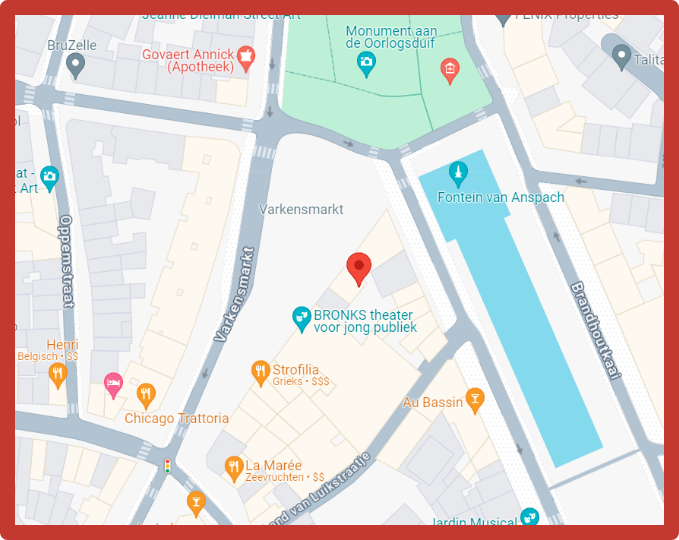 Jeanne Dielman Street Art
FENIX Properties
Monument aan
de Oorlogsduif
BruZelle
Govaert Annick
(Apotheek)
Talita
at -
t Art
Fontein van Anspach
Varkensmarkt
Oppemstraat
Varkensmarkt
Brandhoutkaai
BRONKS theater
voor jong publiek
Henri
Belgisch • $$
Strofilia
Grieks • $$$
Chicago Trattoria
Au Bassin
La Marée
Zeevruchten • $$
and van Luikstraatje
Jardin Musical